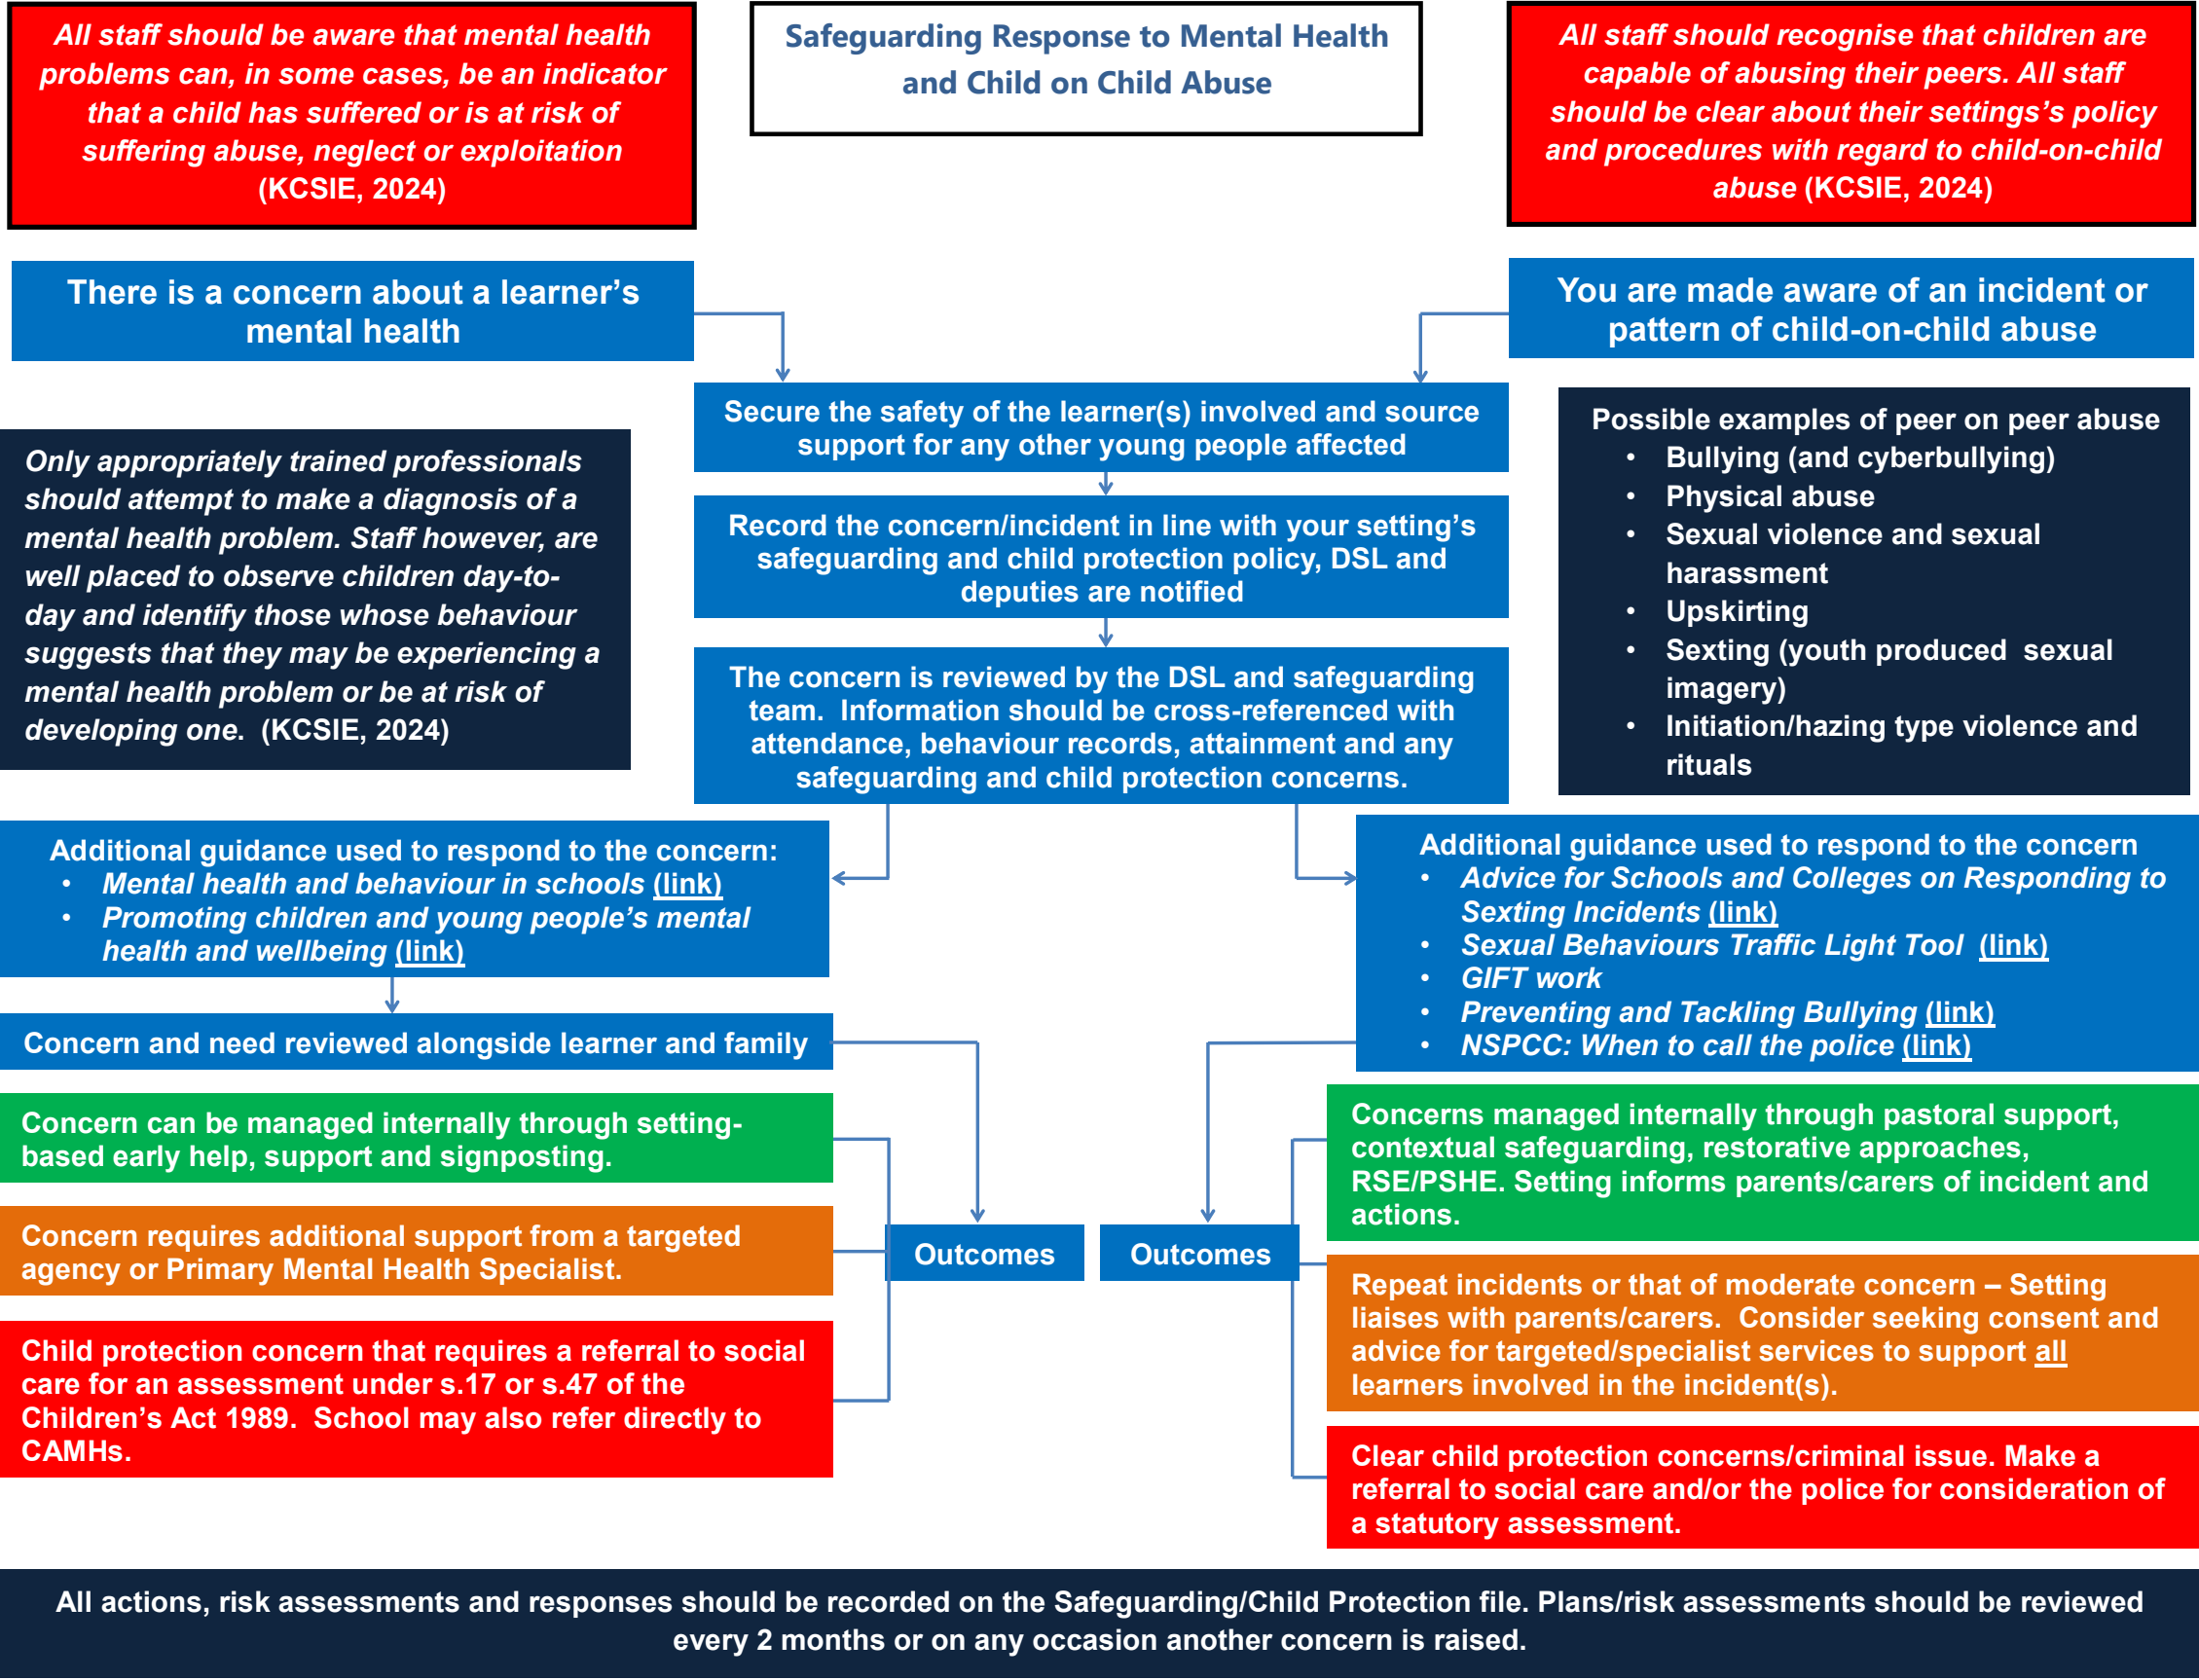 All staff should be aware that mental health
problems can, in some cases, be an indicator
that a child has suffered or is at risk of
suffering abuse, neglect or exploitation
(KCSIE, 2024)
Safeguarding Response to Mental Health
and Child on Child Abuse
All staff should recognise that children are
capable of abusing their peers. All staff
should be clear about their settings’s policy
and procedures with regard to child-on-child
abuse (KCSIE, 2024)
There is a concern about a learner’s
mental health
You are made aware of an incident or
pattern of child-on-child abuse
Secure the safety of the learner(s) involved and source
support for any other young people affected
Record the concern/incident in line with your setting’s
safeguarding and child protection policy, DSL and
deputies are notified
The concern is reviewed by the DSL and safeguarding
team.  Information should be cross-referenced with
attendance, behaviour records, attainment and any
safeguarding and child protection concerns.
Only appropriately trained professionals
should attempt to make a diagnosis of a
mental health problem. Staff however, are
well placed to observe children day-to-
day and identify those whose behaviour
suggests that they may be experiencing a
mental health problem or be at risk of
developing one.  (KCSIE, 2024)
Possible examples of peer on peer abuse
• Bullying (and cyberbullying)
• Physical abuse
• Sexual violence and sexual
harassment
• Upskirting
• Sexting (youth produced  sexual
imagery)
• Initiation/hazing type violence and
rituals
Additional guidance used to respond to the concern:
• Mental health and behaviour in schools (link)
• Promoting children and young people’s mental
health and wellbeing (link)
Additional guidance used to respond to the concern
• Advice for Schools and Colleges on Responding to
Sexting Incidents (link)
• Sexual Behaviours Traffic Light Tool  (link)
• GIFT work
• Preventing and Tackling Bullying (link)
• NSPCC: When to call the police (link)
Concern and need reviewed alongside learner and family
Concern can be managed internally through setting-
based early help, support and signposting.
Concern requires additional support from a targeted
agency or Primary Mental Health Specialist.
Child protection concern that requires a referral to social
care for an assessment under s.17 or s.47 of the
Children’s Act 1989.  School may also refer directly to
CAMHs.
Outcomes
Outcomes
Concerns managed internally through pastoral support,
contextual safeguarding, restorative approaches,
RSE/PSHE. Setting informs parents/carers of incident and
actions.
Repeat incidents or that of moderate concern – Setting
liaises with parents/carers.  Consider seeking consent and
advice for targeted/specialist services to support all
learners involved in the incident(s).
Clear child protection concerns/criminal issue. Make a
referral to social care and/or the police for consideration of
a statutory assessment.
All actions, risk assessments and responses should be recorded on the Safeguarding/Child Protection file. Plans/risk assessments should be reviewed
every 2 months or on any occasion another concern is raised.